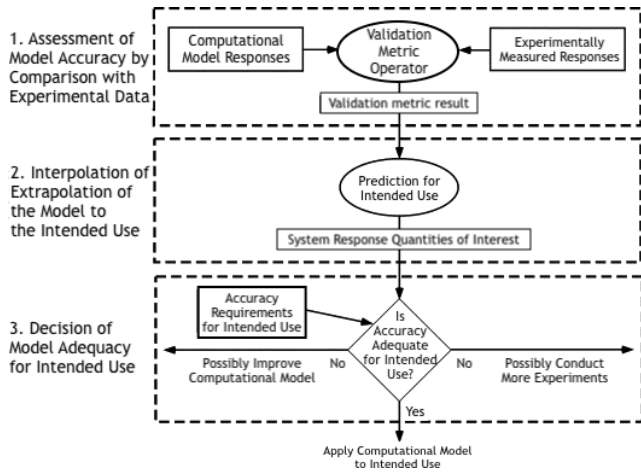 1. Assessment of
Model Accuracy by
Comparison with
Experimental Data
Computational
Model Responses
Validation
Metric
Operator
Experimentally
Measured Responses
Validation metric result
2. Interpolation of
Extrapolation of
the Model to
the Intended Use
Prediction for
Intended Use
System Response Quantities of Interest
3. Decision of
Model Adequacy
for Intended Use
Accuracy
Requirements
for Intended Use
Is
Accuracy
Adequate
for Intended
Use?
Possibly Improve
Computational Model
No
No
Possibly Conduct
More Experiments
Yes
Apply Computational Model
to Intended Use